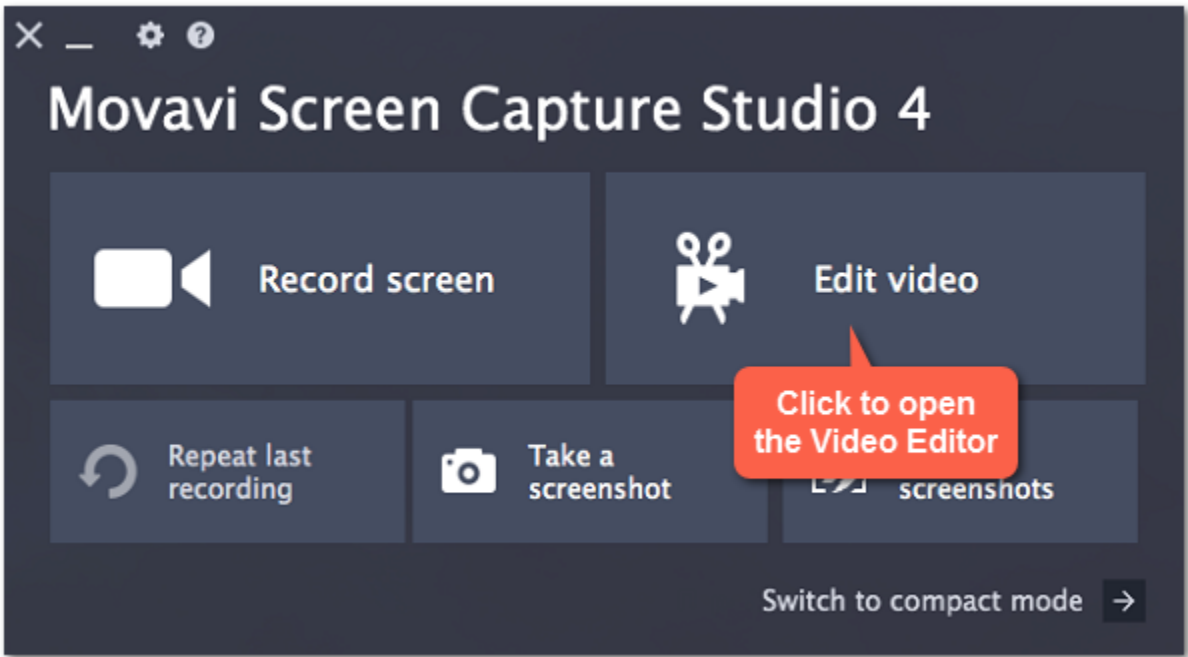 Movavi Screen Capture Studio 4
Record screen
Edit video
Click to open
the Video Editor
Repeat last
recording
Take a
screenshot
screenshots
Switch to compact mode